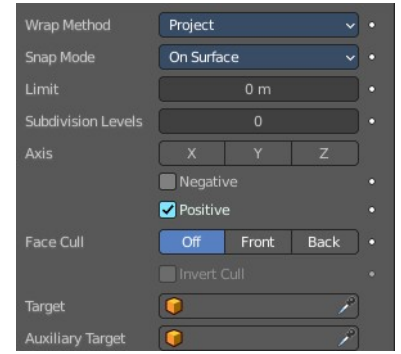 Wrap Method Project
Snap Mode On Surface
Limit 0 m
Subdivision Levels 0
Axis X Y Z
Negative
Positive
Face Cull Off Front Back
Invert Cull
Target
Auxiliary Target